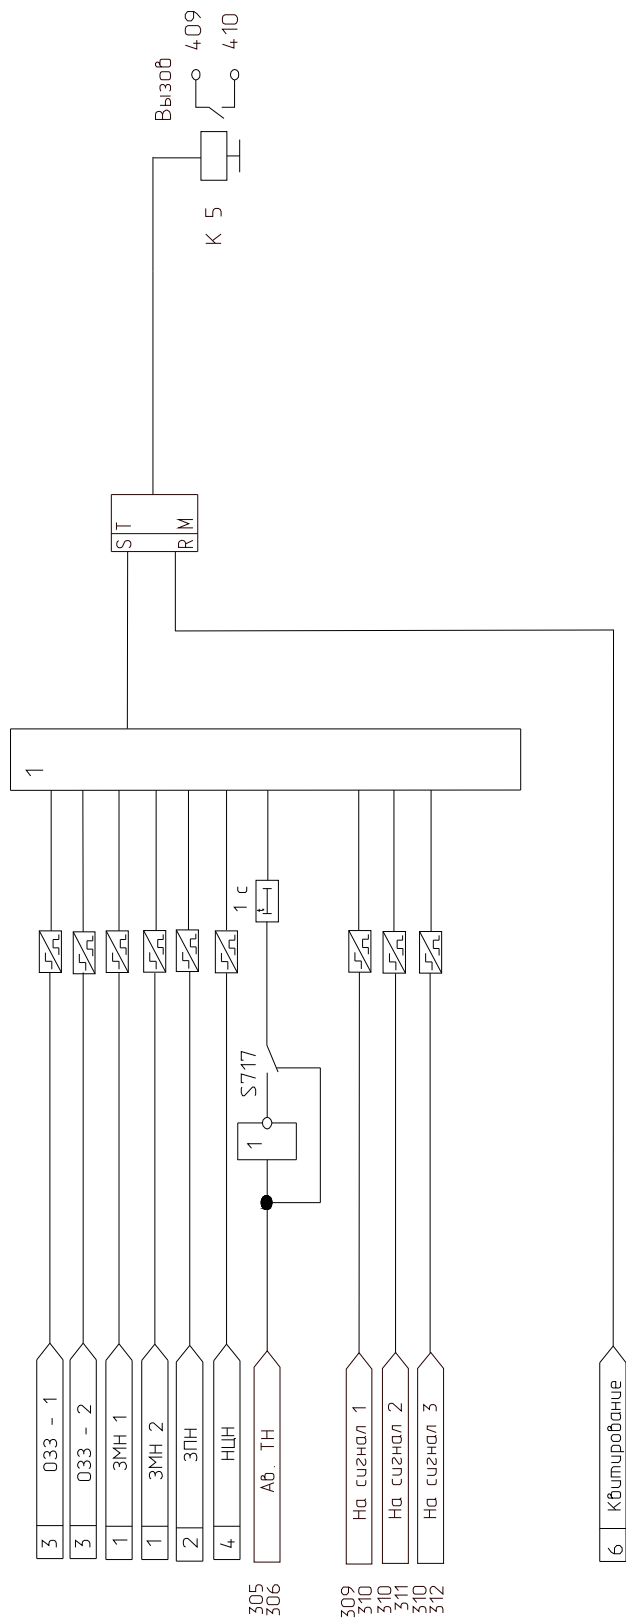 3 ОЗЗ - 1
3 ОЗЗ - 2
1 ЗМН 1
1 ЗМН 2
2 ЗПН
4 НЦН
305
306
Ав. ТН
309
310
На сигнал 1
310
311
На сигнал 2
310
312
На сигнал 3
6 Квитирование
1
S717
1 с
1
S T
R M
К 5
Вызов
409
410